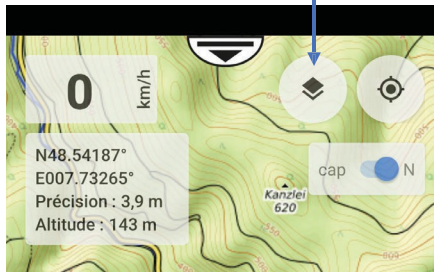 0
km/h
N48.54187°
E007.73265°
Précision : 3,9 m
Altitude : 143 m
cap
N
Kanzlei
620